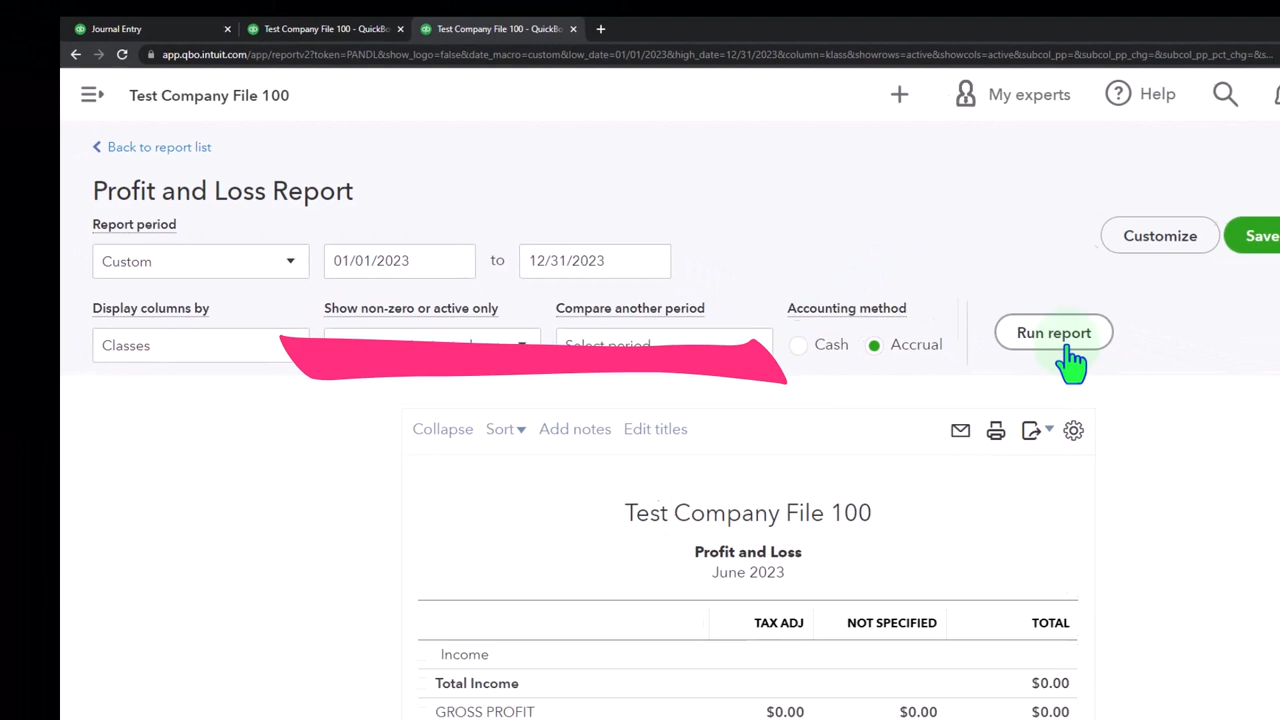 Journal Entry Test Company File 100 - QuickBo Test Company File 100 - QuickBo
app.qbo.intuit.com/app/reportv2?token=PANDL&show_logo=false&date_macro=custom&low_date=01/01/2023&high_date=12/31/2023&column=klass&showrows=active&showcols=active&subcol_pp=&subcol_pp_chg=&subcol_pp_pct_chg=&s...
Test Company File 100 My experts Help
Back to report list
Profit and Loss Report
Report period
Customize Save
Custom 01/01/2023 to 12/31/2023
Display columns by Show non-zero or active only Compare another period Accounting method
Run report
Classes Select period Cash Accrual
Collapse Sort Add notes Edit titles
Test Company File 100
Profit and Loss
June 2023
TAX ADJ NOT SPECIFIED TOTAL
Income
Total Income $0.00
GROSS PROFIT $0.00 $0.00 $0.00